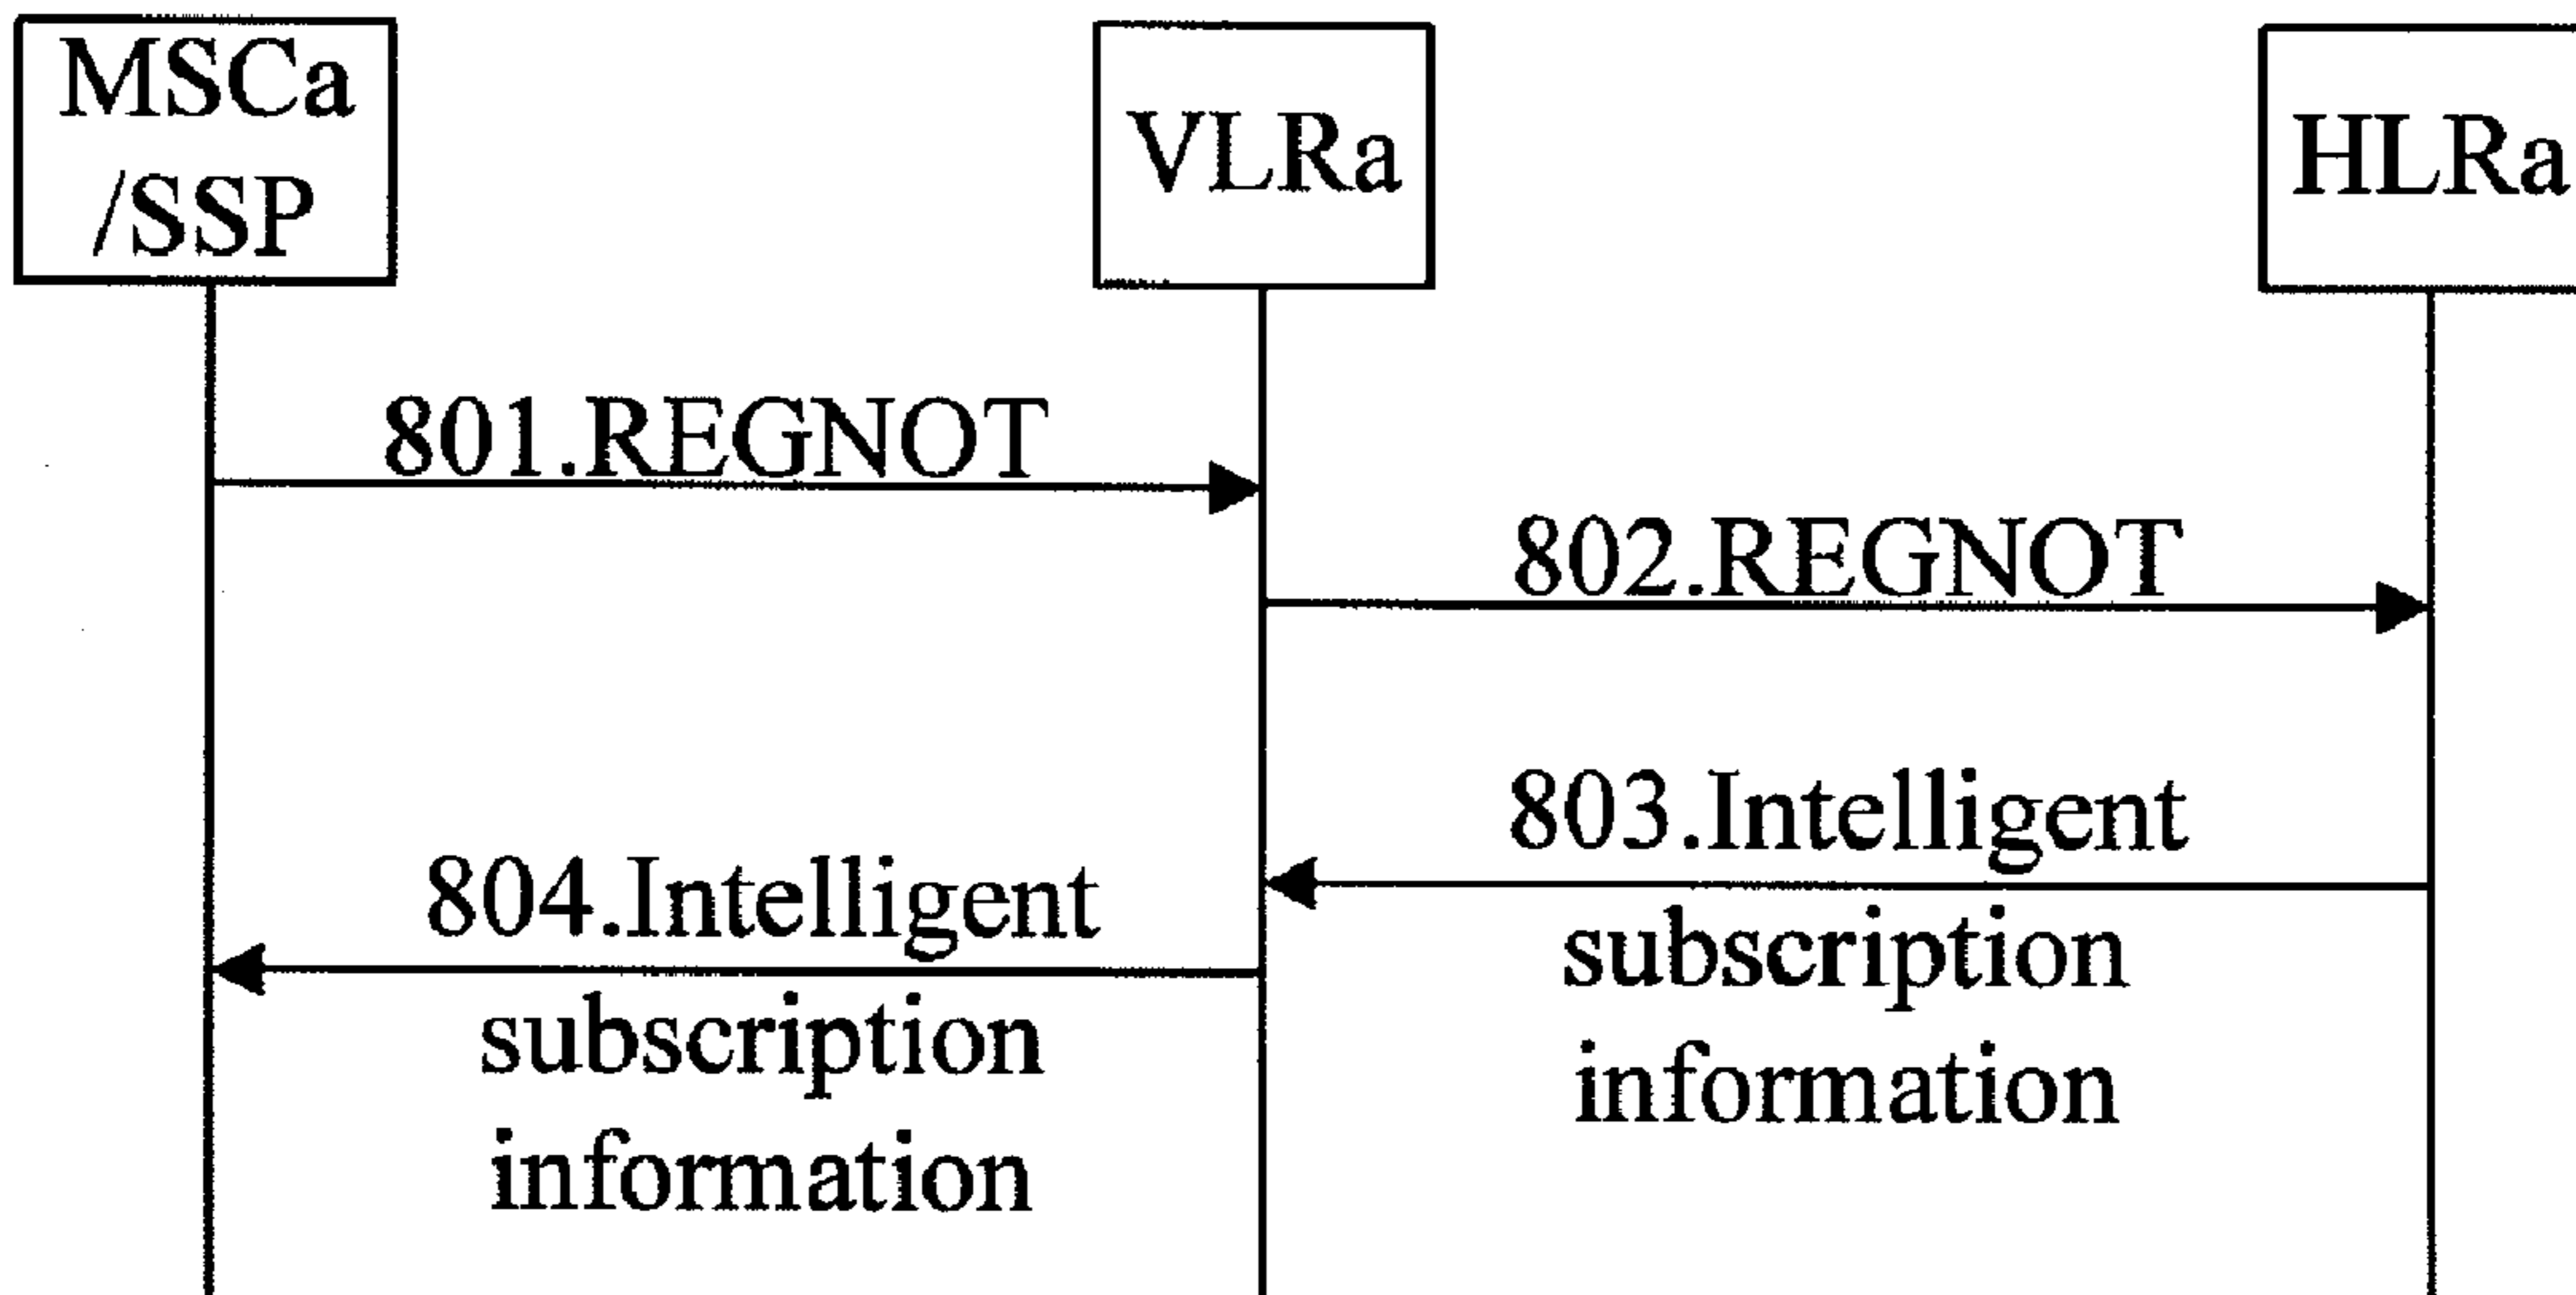 MSCa
/SSP
VLRa
HLRa
801.REGNOT
802.REGNOT
803.Intelligent
subscription
information
804.Intelligent
subscription
information